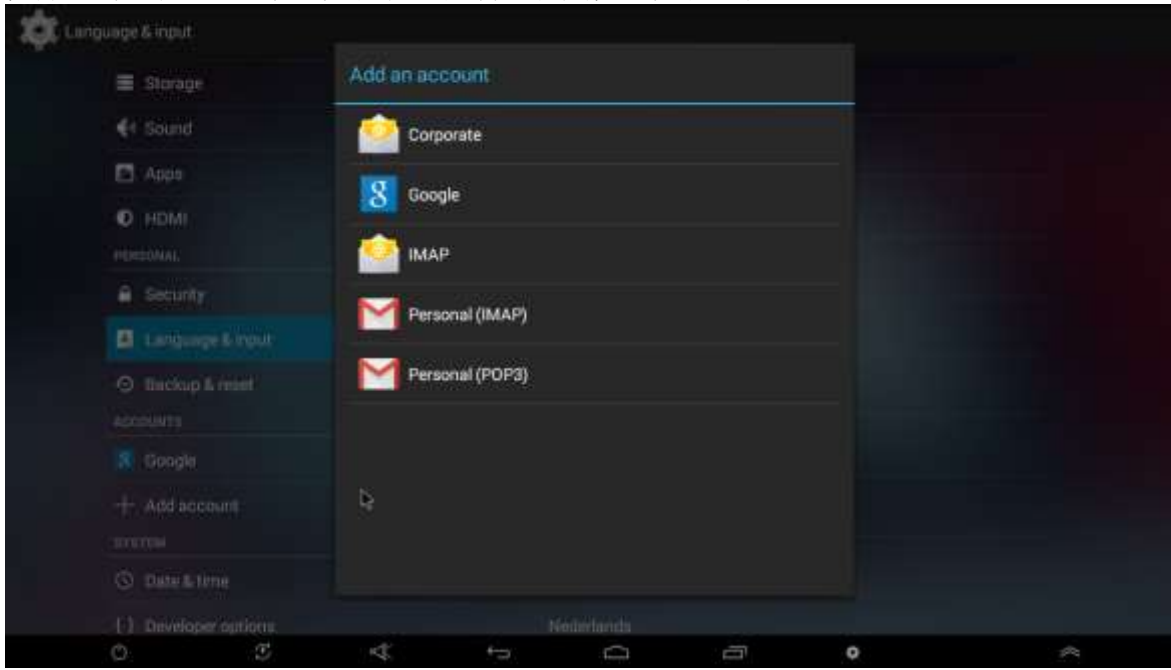 Language & input
Storage
Sound
Apps
HDMI
PERSONAL
Security
Language & input
Backup & reset
ACCOUNTS
Google
Add account
SYSTEM
Date & time
{ } Developer options
Add an account
Corporate
Google
IMAP
Personal (IMAP)
Personal (POP3)
Nederlands